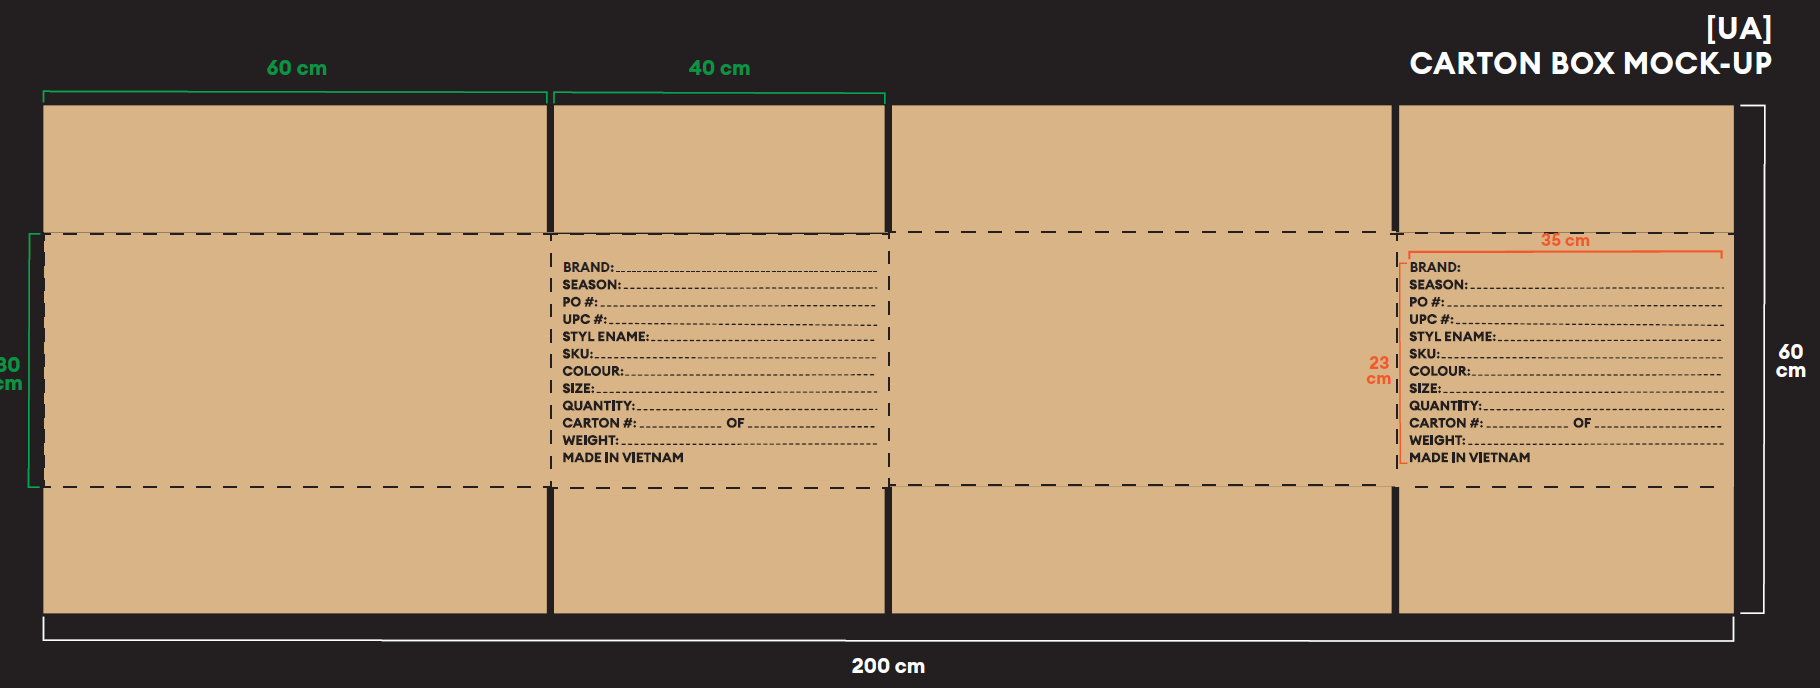 [UA]
CARTON BOX MOCK-UP
60 cm
40 cm
35 cm
BRAND:
SEASON:
PO #:
UPC #:
STYL ENAME:
SKU:
COLOUR:
SIZE:
QUANTITY:
CARTON #: OF
WEIGHT:
MADE IN VIETNAM
23
cm
BRAND:
SEASON:
PO #:
UPC #:
STYL ENAME:
SKU:
COLOUR:
SIZE:
QUANTITY:
CARTON #: OF
WEIGHT:
MADE IN VIETNAM
60
cm
cm
200 cm